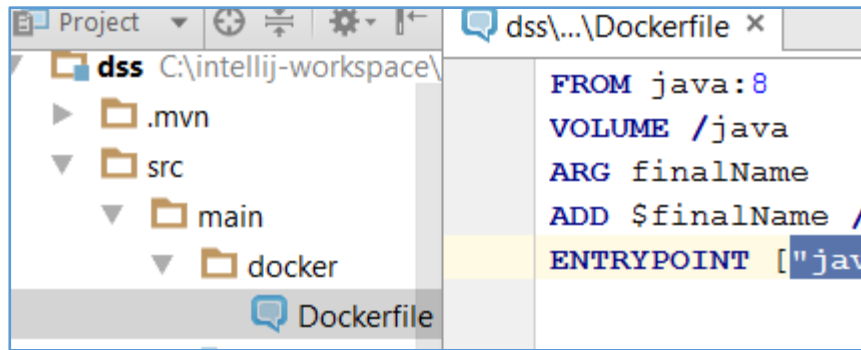 Project
dss C:\intellij-workspace\
.mvn
src
main
docker
Dockerfile
dss\...\Dockerfile ×
FROM java:8
VOLUME /java
ARG finalName
ADD $finalName /
ENTRYPOINT ["jav